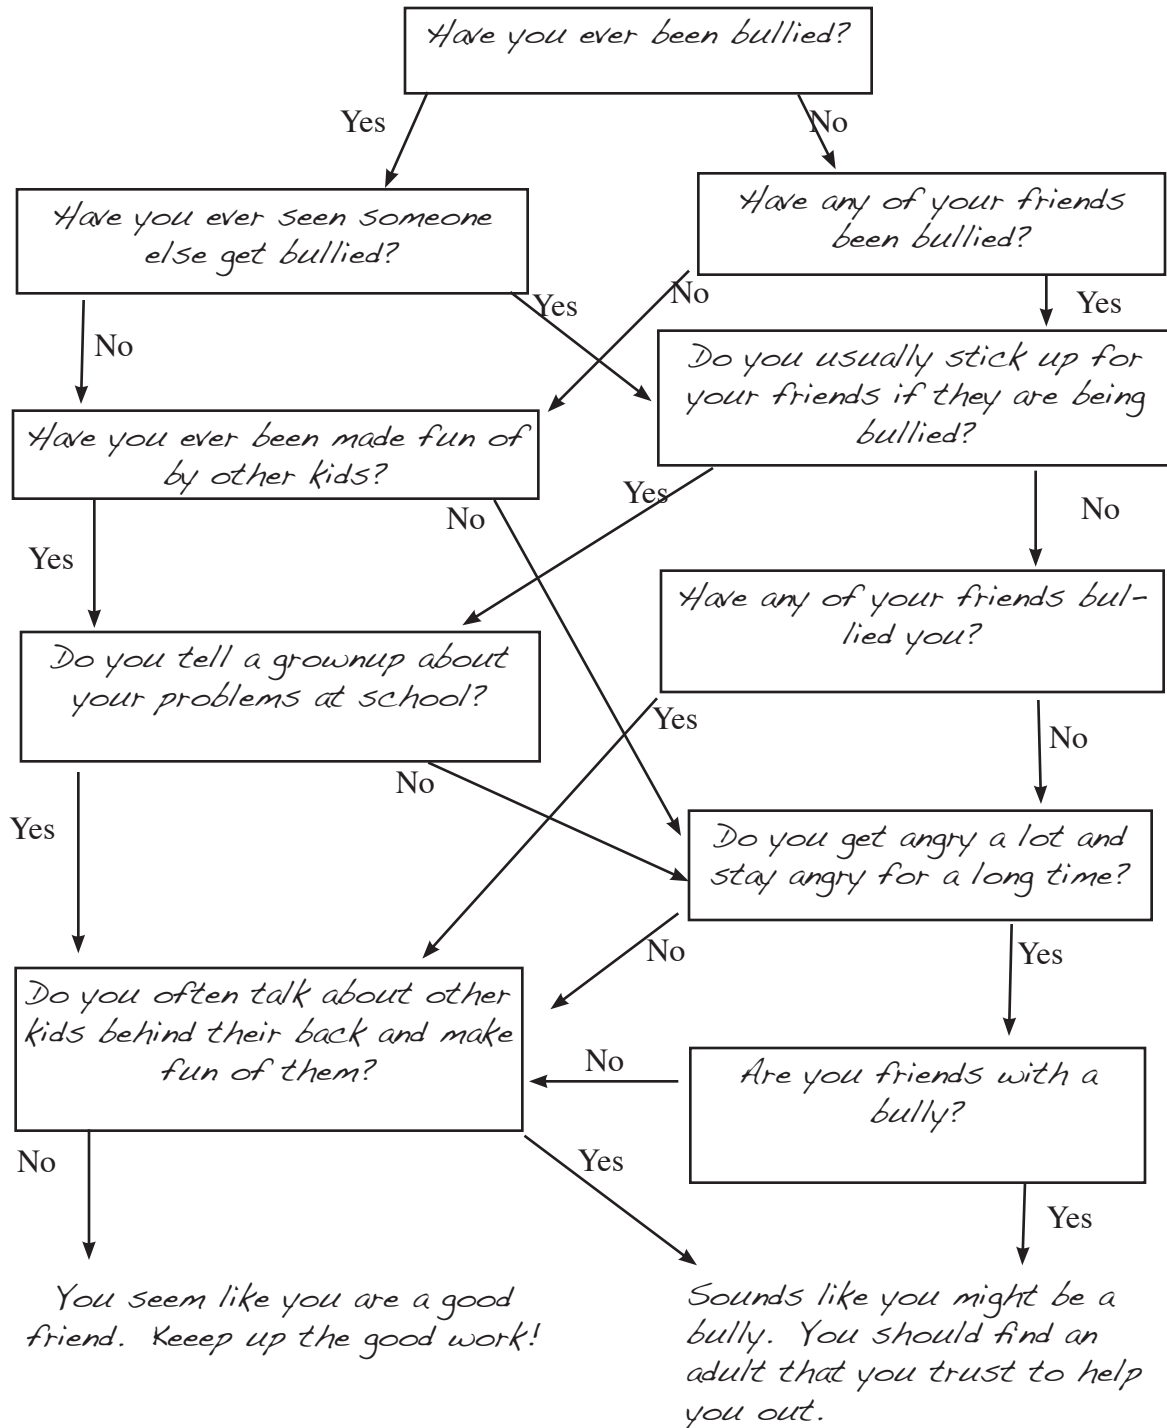 Have you ever been bullied?
Yes
No
Have you ever seen someone
else get bullied?
Have any of your friends
been bullied?
No
Yes
Yes
No
Do you usually stick up for
your friends if they are being
bullied?
Have you ever been made fun of
by other kids?
Yes
No
No
Yes
Have any of your friends bul-
lied you?
Do you tell a grownup about
your problems at school?
Yes
No
No
Yes
Do you get angry a lot and
stay angry for a long time?
No
Yes
Do you often talk about other
kids behind their back and make
fun of them?
No
Are you friends with a
bully?
No
Yes
Yes
You seem like you are a good
friend. Keeep up the good work!
Sounds like you might be a
bully. You should find an
adult that you trust to help
you out.